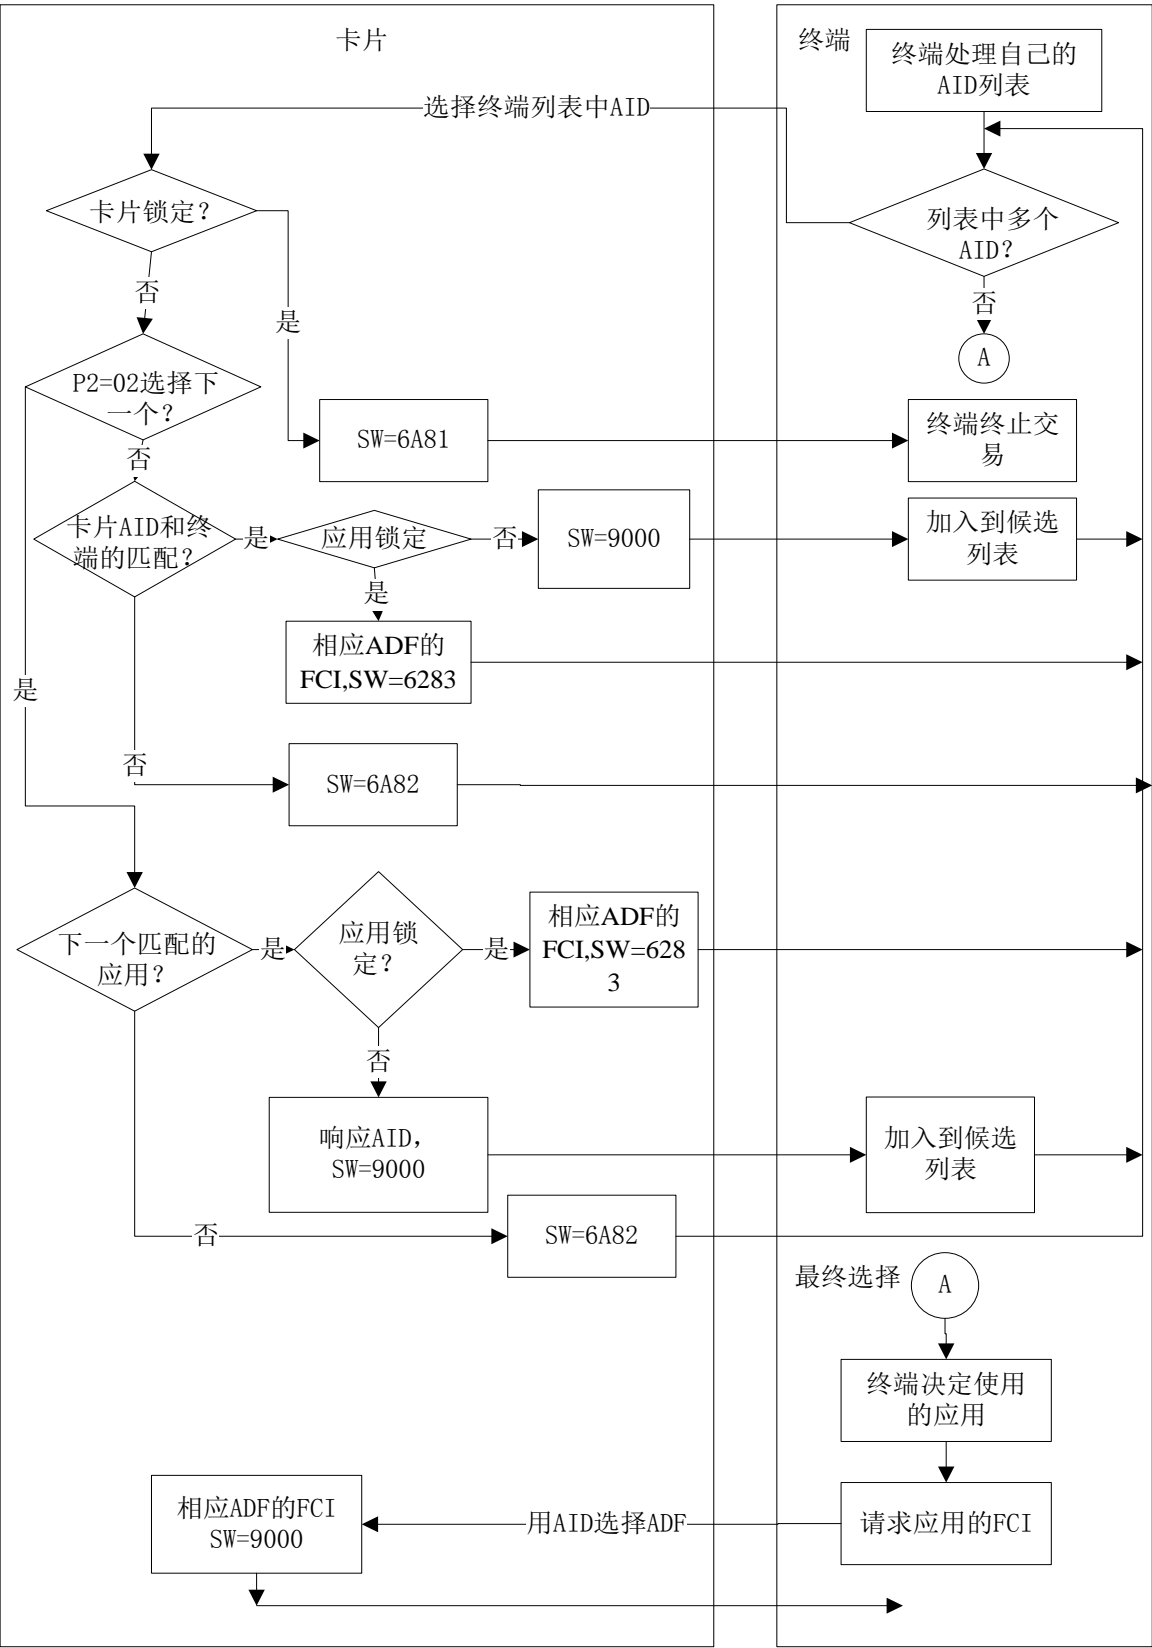 卡片
终端
终端处理自己的
AID列表
选择终端列表中AID
卡片锁定?
列表中多个
AID?
否
是
否
A
P2=02选择下
一个?
SW=6A81
终端终止交
易
否
卡片AID和终
端的匹配?
是
应用锁定
否
SW=9000
加入到候选
列表
是
相应ADF的
FCI,SW=6283
是
否
SW=6A82
下一个匹配的
应用?
是
应用锁
定?
是
相应ADF的
FCI,SW=628
3
否
响应AID,
SW=9000
加入到候选
列表
否
SW=6A82
最终选择
A
终端决定使用
的应用
相应ADF的FCI
SW=9000
用AID选择ADF
请求应用的FCI